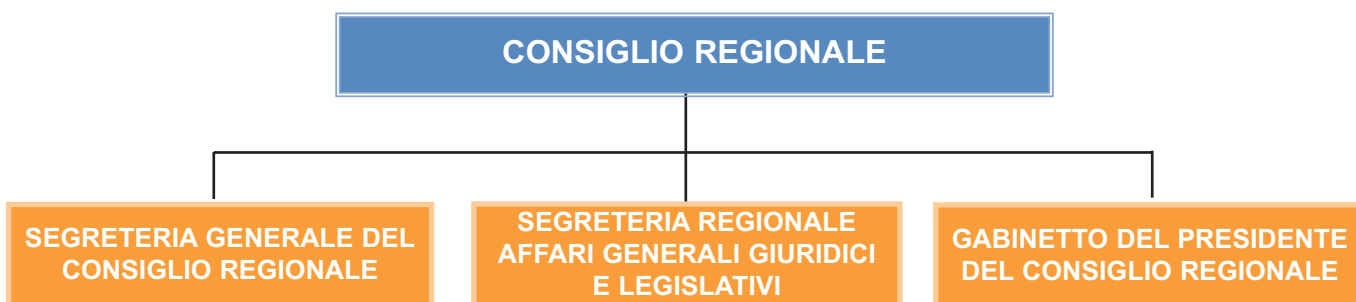 CONSIGLIO REGIONALE
SEGRETERIA GENERALE DEL
CONSIGLIO REGIONALE
SEGRETERIA REGIONALE
AFFARI GENERALI GIURIDICI
E LEGISLATIVI
GABINETTO DEL PRESIDENTE
DEL CONSIGLIO REGIONALE